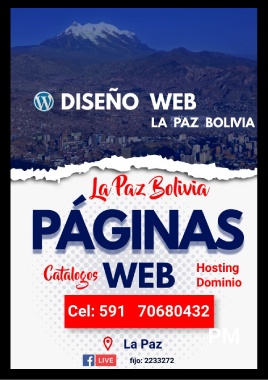 DISEÑO WEB
LA PAZ BOLIVIA
La Paz Bolivia
PÁGINAS
Catálogos WEB
Hosting
Dominio
Cel: 591 70680432
PM
La Paz
LIVE
fijo: 2233272